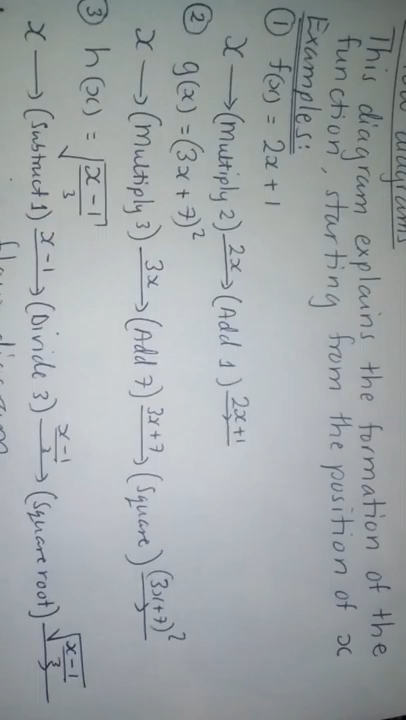 diagrams
This diagram explains the formation of the
function, starting from the position of x
Examples:
① f(x) = 2x + 1
x → (Multiply 2) 2x → (Add 1) 2x+1 →
② g(x) = (3x + 7)²
x → (Multiply 3) 3x → (Add 7) 3x+7 → (Square) (3x+7)² →
③ h(x) = √((x - 1)/3)
x → (Subtract 1) x-1 → (Divide 3) (x-1)/3 → (Square root) √((x-1)/3) →